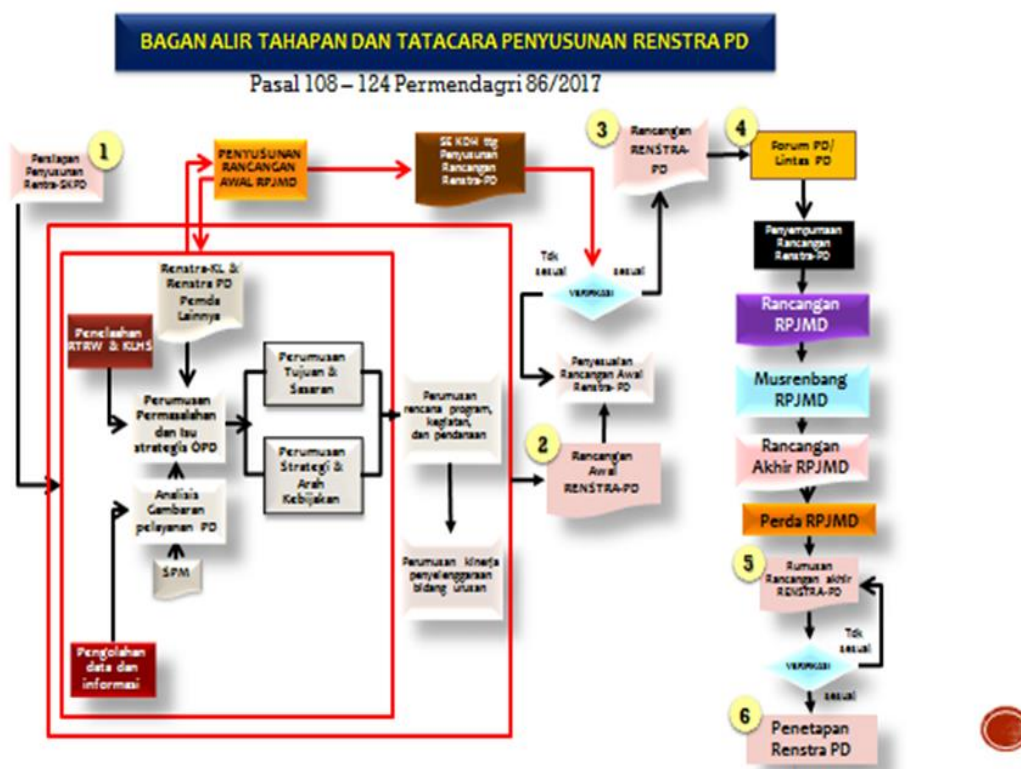 BAGAN ALIR TAHAPAN DAN TATACARA PENYUSUNAN RENSTRA PD
Pasal 108 – 124 Permendagri 86/2017
1
Persiapan
Penyusunan
Rentra-SKPD
PENYUSUNAN
RANCANGAN
AWAL RPJMD
SE KDH ttg
Penyusunan
Rancangan
Renstra-PD
3
Rancangan
RENSTRA-
PD
4
Forum PD/
Lintas PD
Penyempurnaan
Rancangan
Renstra-PD
Rancangan
RPJMD
Musrenbang
RPJMD
Rancangan
Akhir RPJMD
Perda RPJMD
5
Rumusan
Rancangan akhir
RENSTRA-PD
Tdk
sesuai
VERIFIKASI
sesuai
6
Penetapan
Renstra PD
Renstra-KL &
Renstra PD
Pemda
Lainnya
Penelaahan
RTRW & KLHS
Perumusan
Permasalahan
dan Isu
strategis OPD
Analisis
Gambaran
pelayanan PD
SPM
Pengolahan
data dan
informasi
Perumusan
Tujuan &
Sasaran
Perumusan
Strategi &
Arah
Kebijakan
Perumusan
rencana program,
kegiatan,
dan pendanaan
Perumusan kinerja
penyelenggaraan
bidang urusan
Tdk
sesuai
sesuai
VERIFIKASI
Penyesuaian
Rancangan Awal
Renstra-PD
2
Rancangan
Awal
RENSTRA-PD